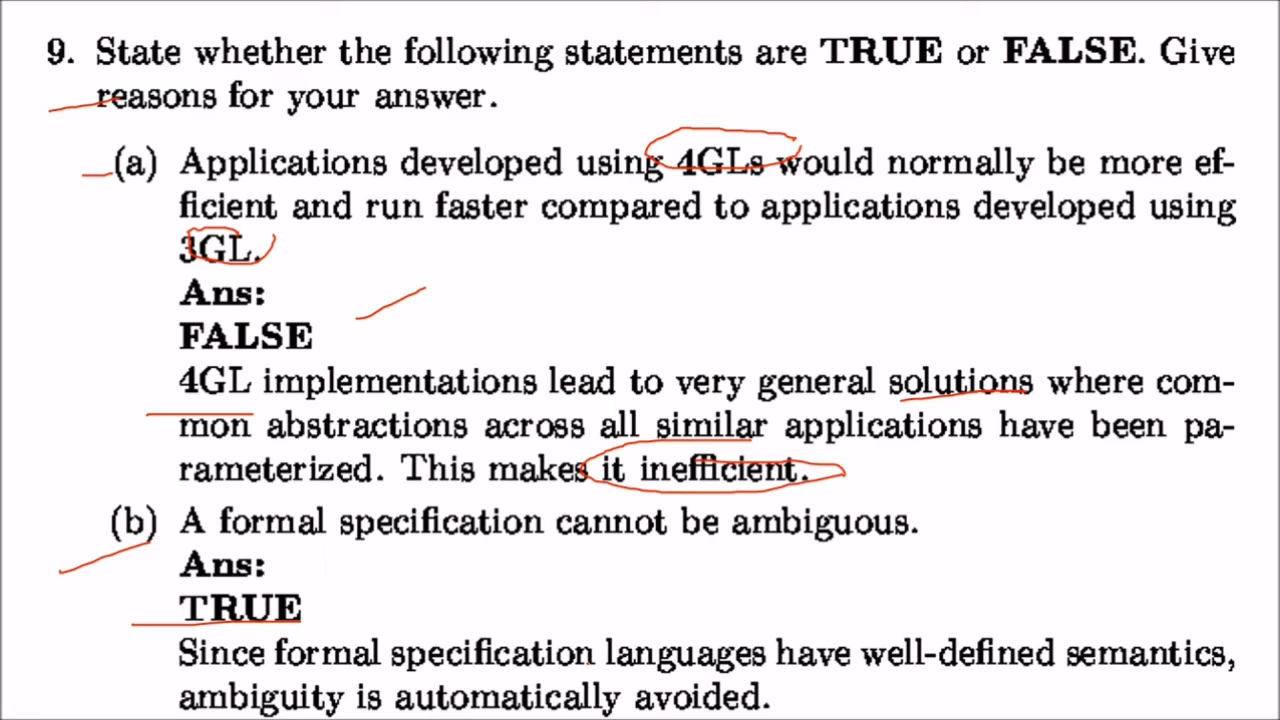 9. State whether the following statements are TRUE or FALSE. Give
reasons for your answer.
(a) Applications developed using 4GLs would normally be more ef-
ficient and run faster compared to applications developed using
3GL.
Ans:
FALSE
4GL implementations lead to very general solutions where com-
mon abstractions across all similar applications have been pa-
rameterized. This makes it inefficient.
(b) A formal specification cannot be ambiguous.
Ans:
TRUE
Since formal specification languages have well-defined semantics,
ambiguity is automatically avoided.